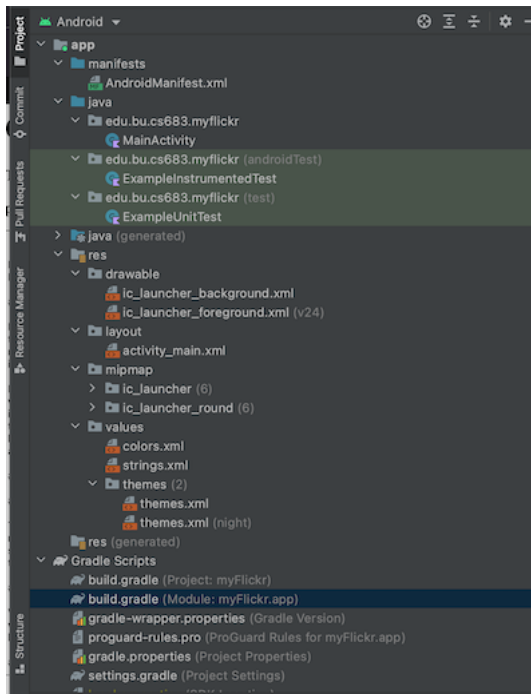 Project
Commit
Pull Requests
Resource Manager
Structure
Android
app
manifests
AndroidManifest.xml
java
edu.bu.cs683.myflickr
MainActivity
edu.bu.cs683.myflickr (androidTest)
ExampleInstrumentedTest
edu.bu.cs683.myflickr (test)
ExampleUnitTest
java (generated)
res
drawable
ic_launcher_background.xml
ic_launcher_foreground.xml (v24)
layout
activity_main.xml
mipmap
ic_launcher (6)
ic_launcher_round (6)
values
colors.xml
strings.xml
themes (2)
themes.xml
themes.xml (night)
res (generated)
Gradle Scripts
build.gradle (Project: myFlickr)
build.gradle (Module: myFlickr.app)
gradle-wrapper.properties (Gradle Version)
proguard-rules.pro (ProGuard Rules for myFlickr.app)
gradle.properties (Project Properties)
settings.gradle (Project Settings)